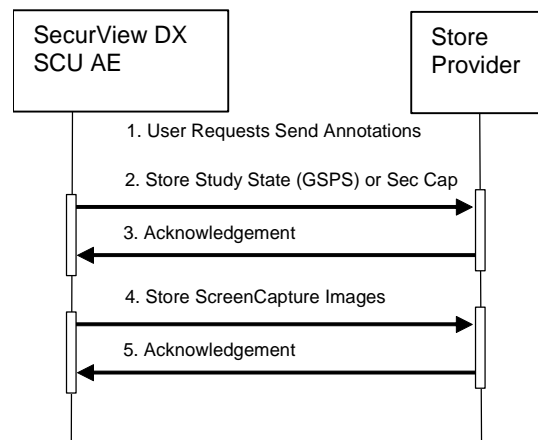 SecurView DX
SCU AE
Store
Provider
1. User Requests Send Annotations
2. Store Study State (GSPS) or Sec Cap
3. Acknowledgement
4. Store ScreenCapture Images
5. Acknowledgement